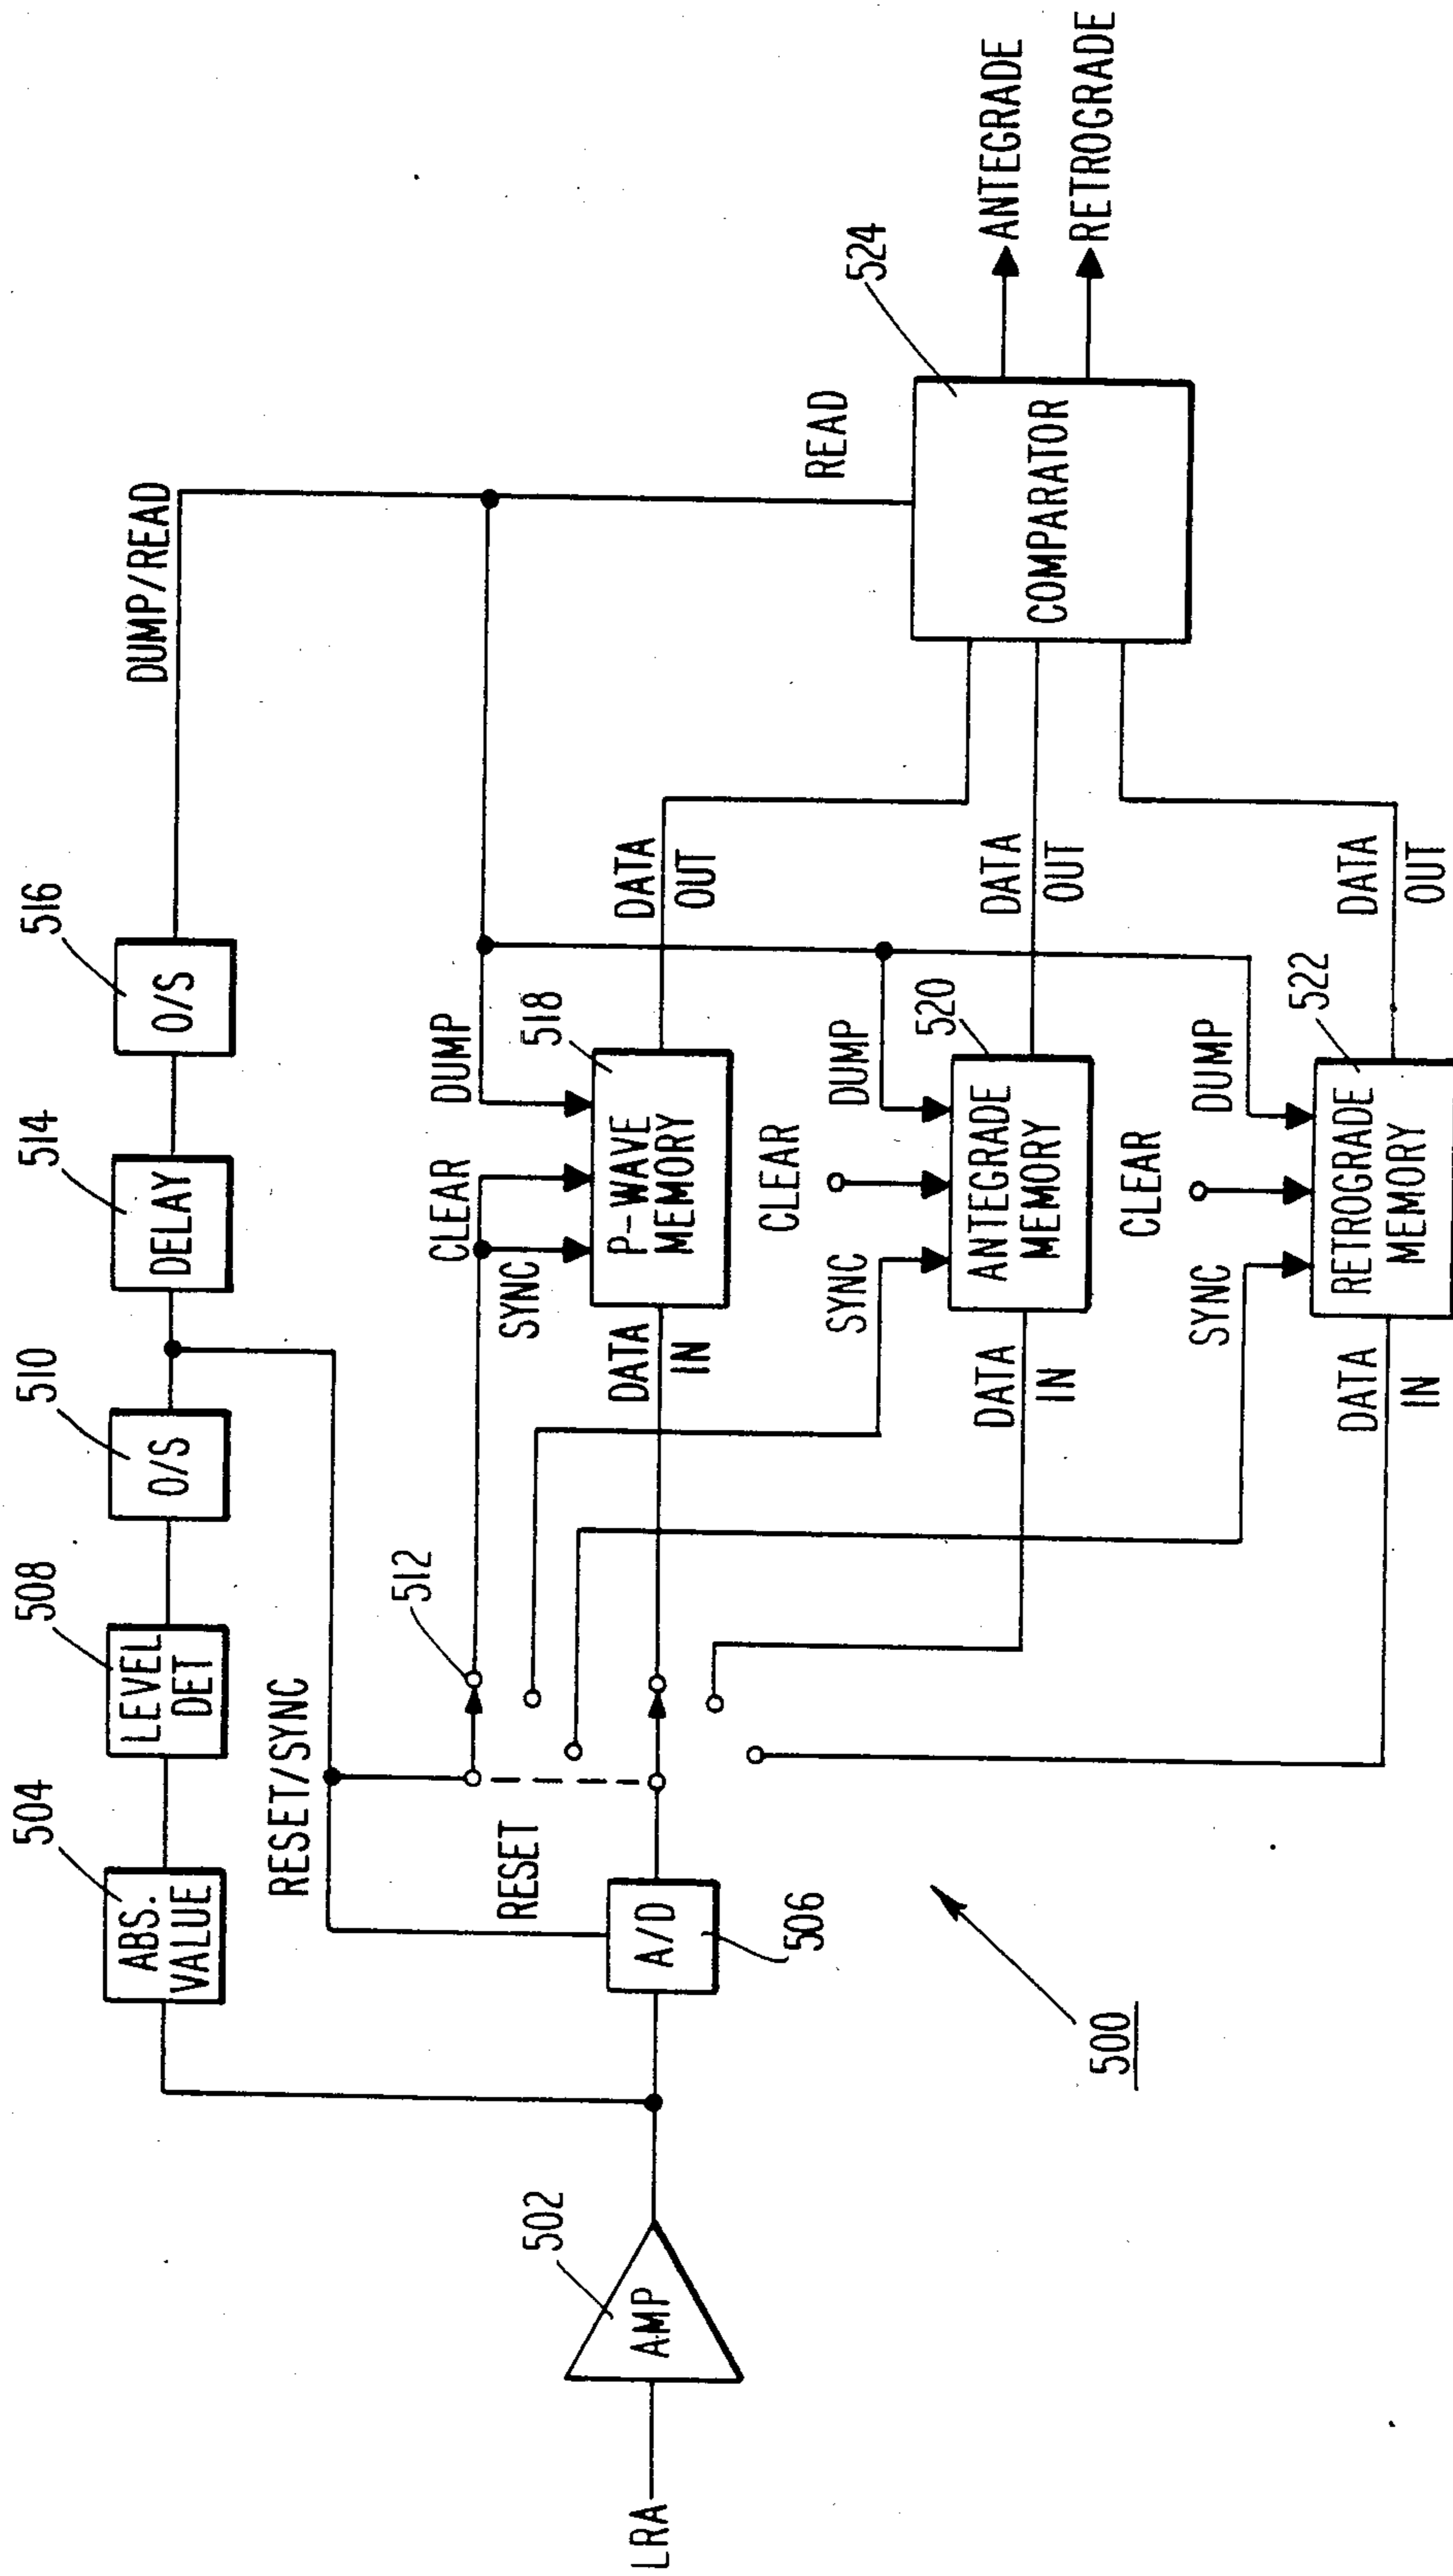 504
ABS.
VALUE
508
LEVEL
DET
510
O/S
514
DELAY
516
O/S
DUMP/READ
RESET/SYNC
RESET
LRA
AMP
502
A/D
506
512
CLEAR
SYNC
DUMP
518
P-WAVE
MEMORY
DATA
IN
DATA
OUT
CLEAR
SYNC
DUMP
520
ANTEGRADE
MEMORY
DATA
IN
DATA
OUT
CLEAR
SYNC
DUMP
522
RETROGRADE
MEMORY
DATA
IN
DATA
OUT
READ
COMPARATOR
524
ANTEGRADE
RETROGRADE
500